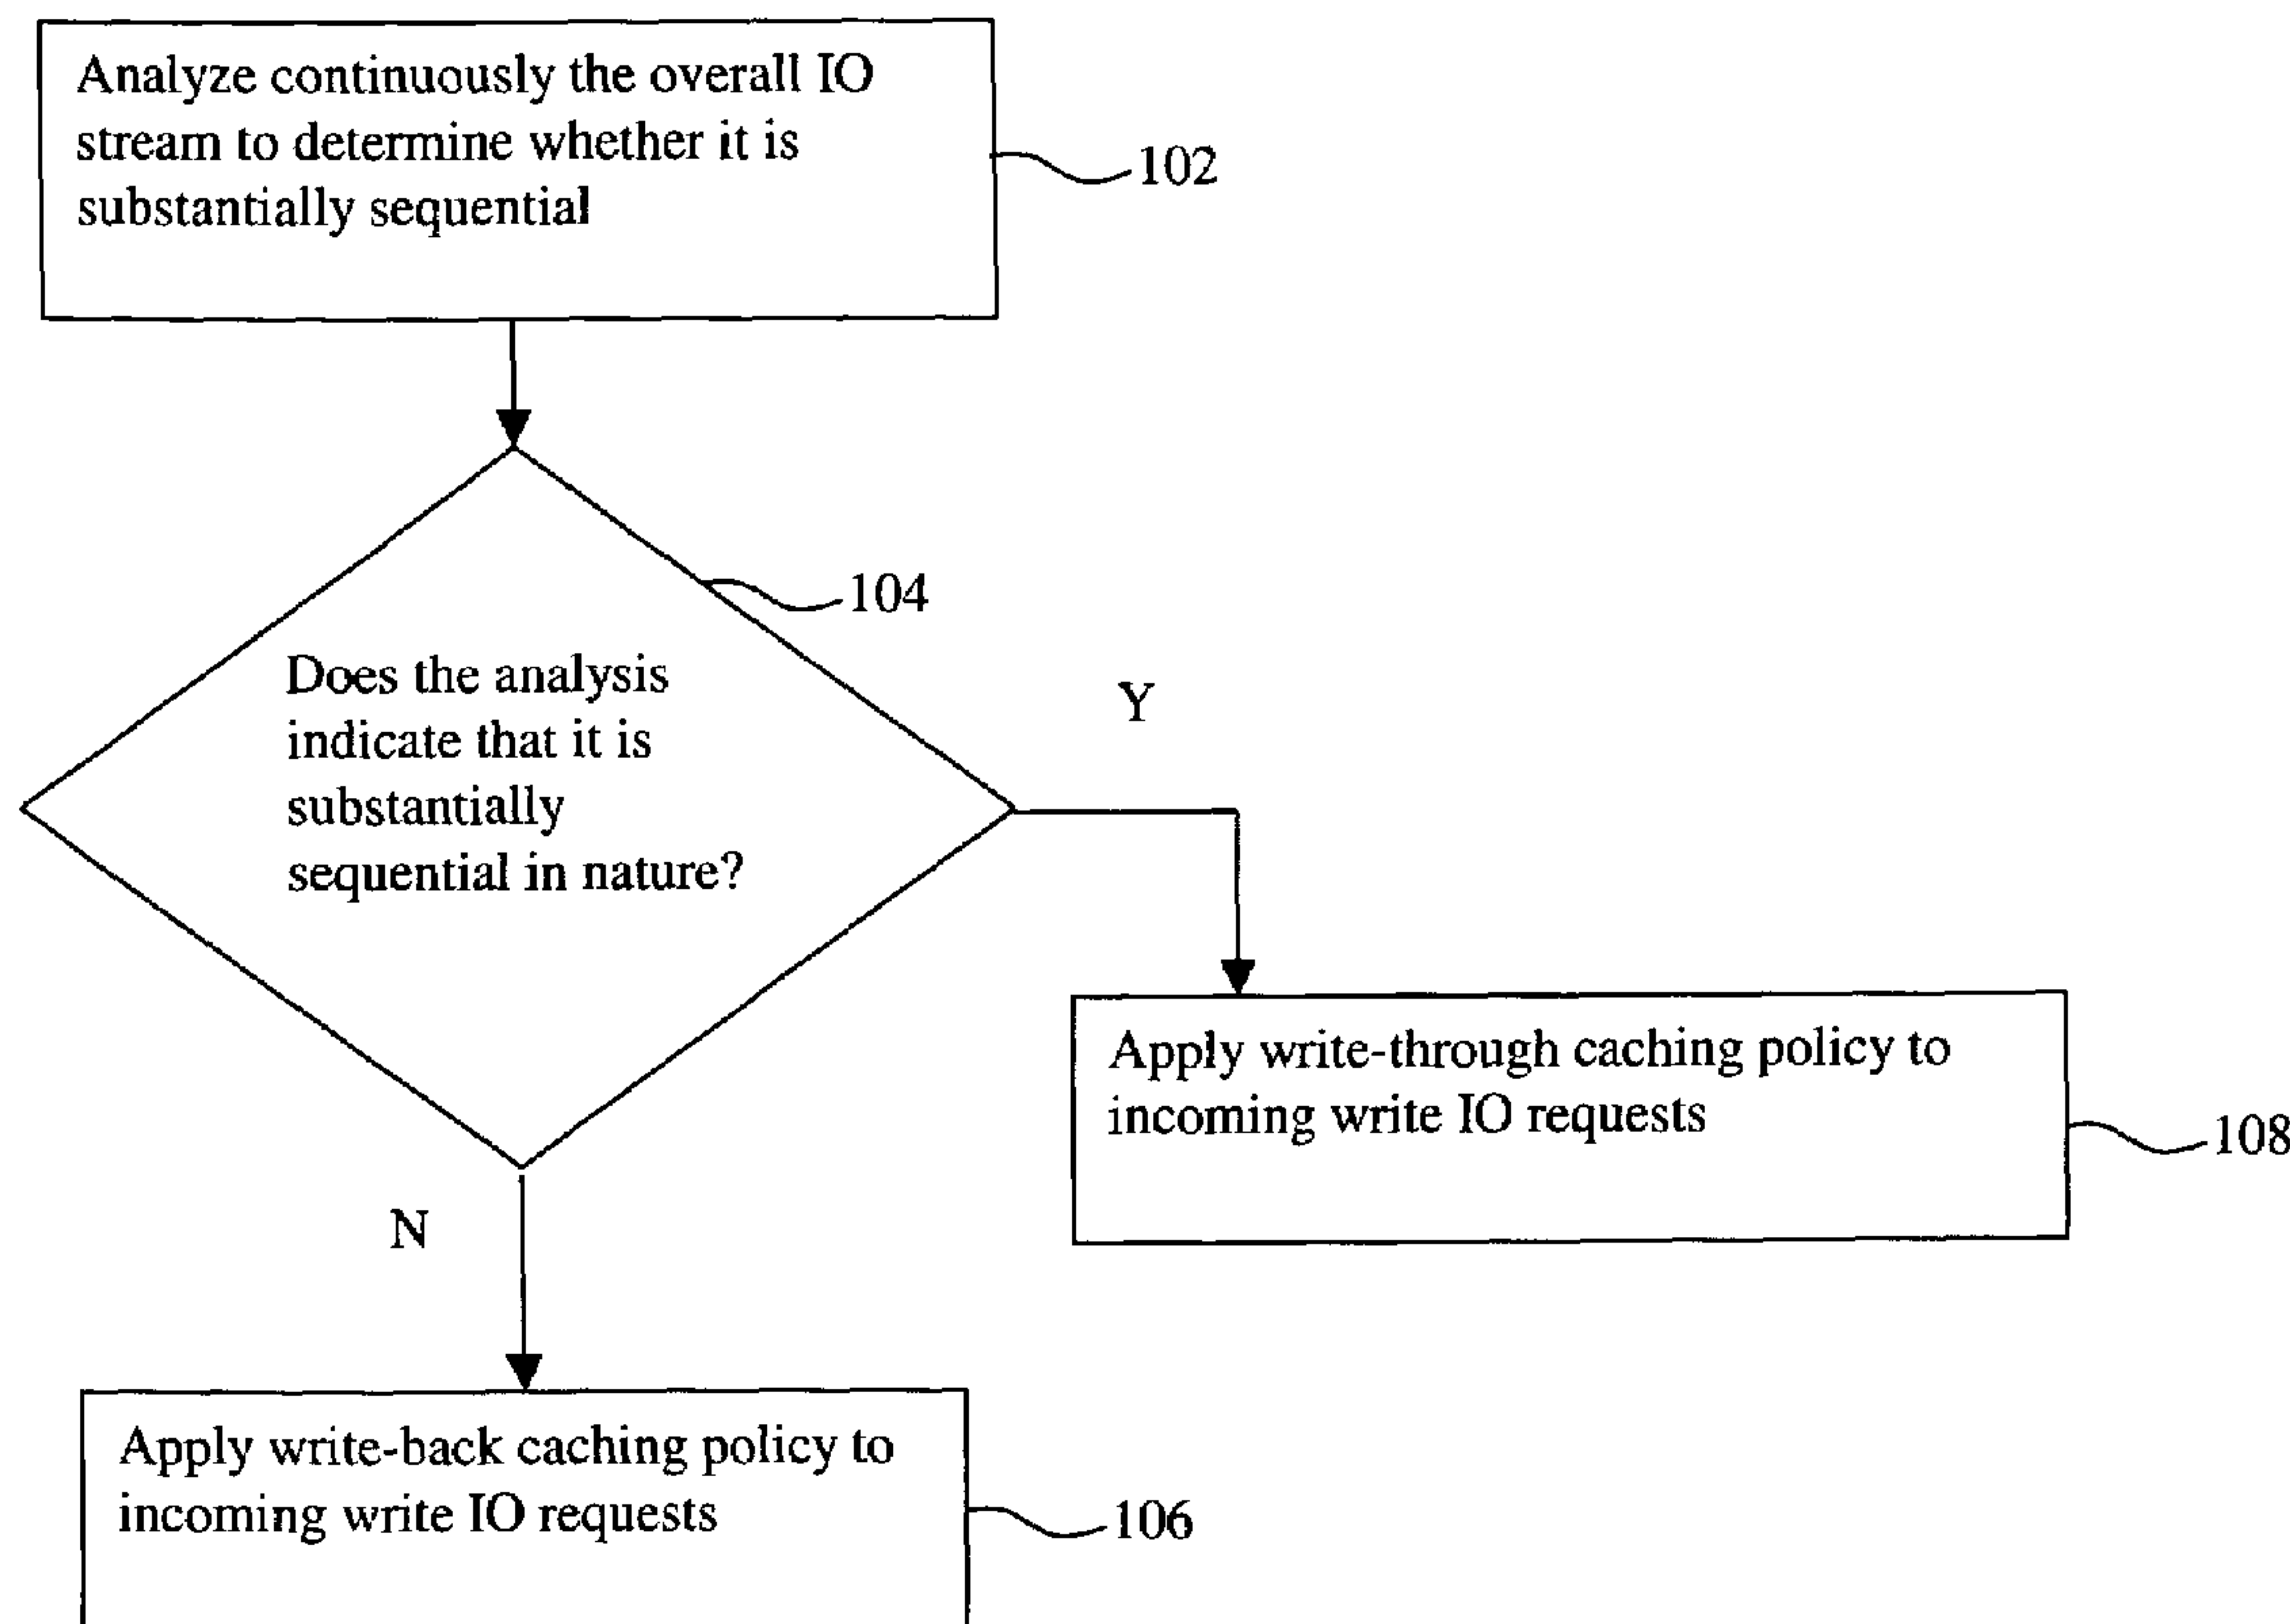 Analyze continuously the overall IO
stream to determine whether it is
substantially sequential
102
104
Does the analysis
indicate that it is
substantially
sequential in nature?
Y
Apply write-through caching policy to
incoming write IO requests
108
N
Apply write-back caching policy to
incoming write IO requests
106